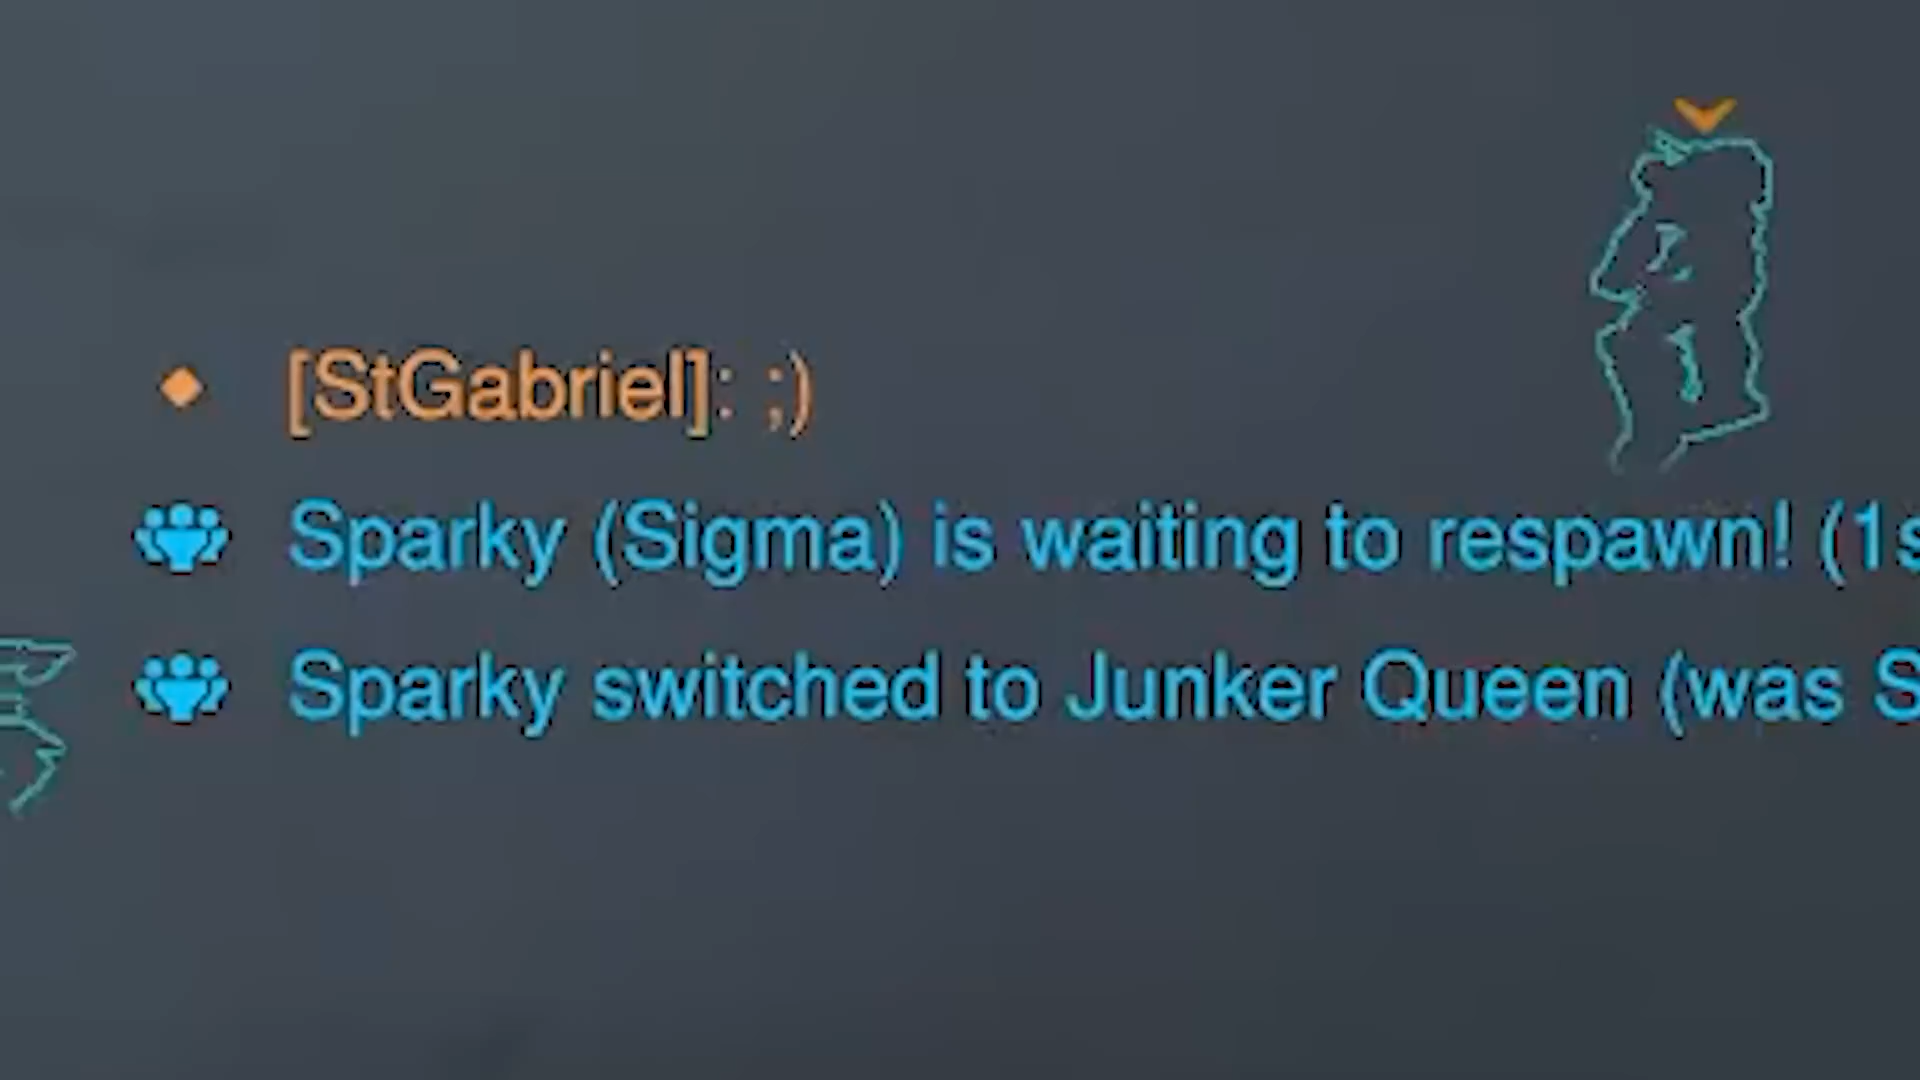 [StGabriel]: ;)
Sparky (Sigma) is waiting to respawn! (1s
Sparky switched to Junker Queen (was S